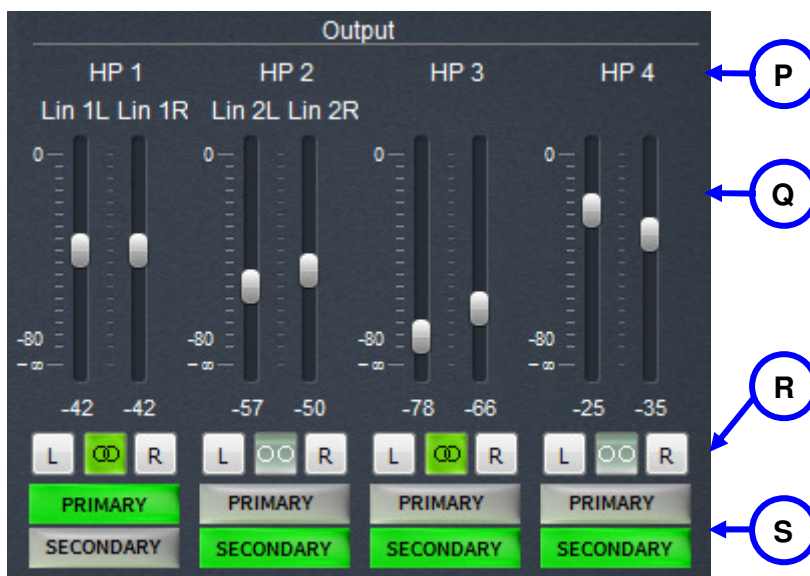 Output
HP 1 HP 2 HP 3 HP 4 P
Lin 1L Lin 1R Lin 2L Lin 2R
0 0 0 0 Q
-80 -80 -80 -80
-∞ -∞ -∞ -∞
-42 -42 -57 -50 -78 -66 -25 -35
R
L R L R L R L R
PRIMARY PRIMARY PRIMARY PRIMARY
SECONDARY SECONDARY SECONDARY SECONDARY S